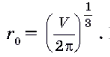 r₀ = (V/2π)^(1/3).